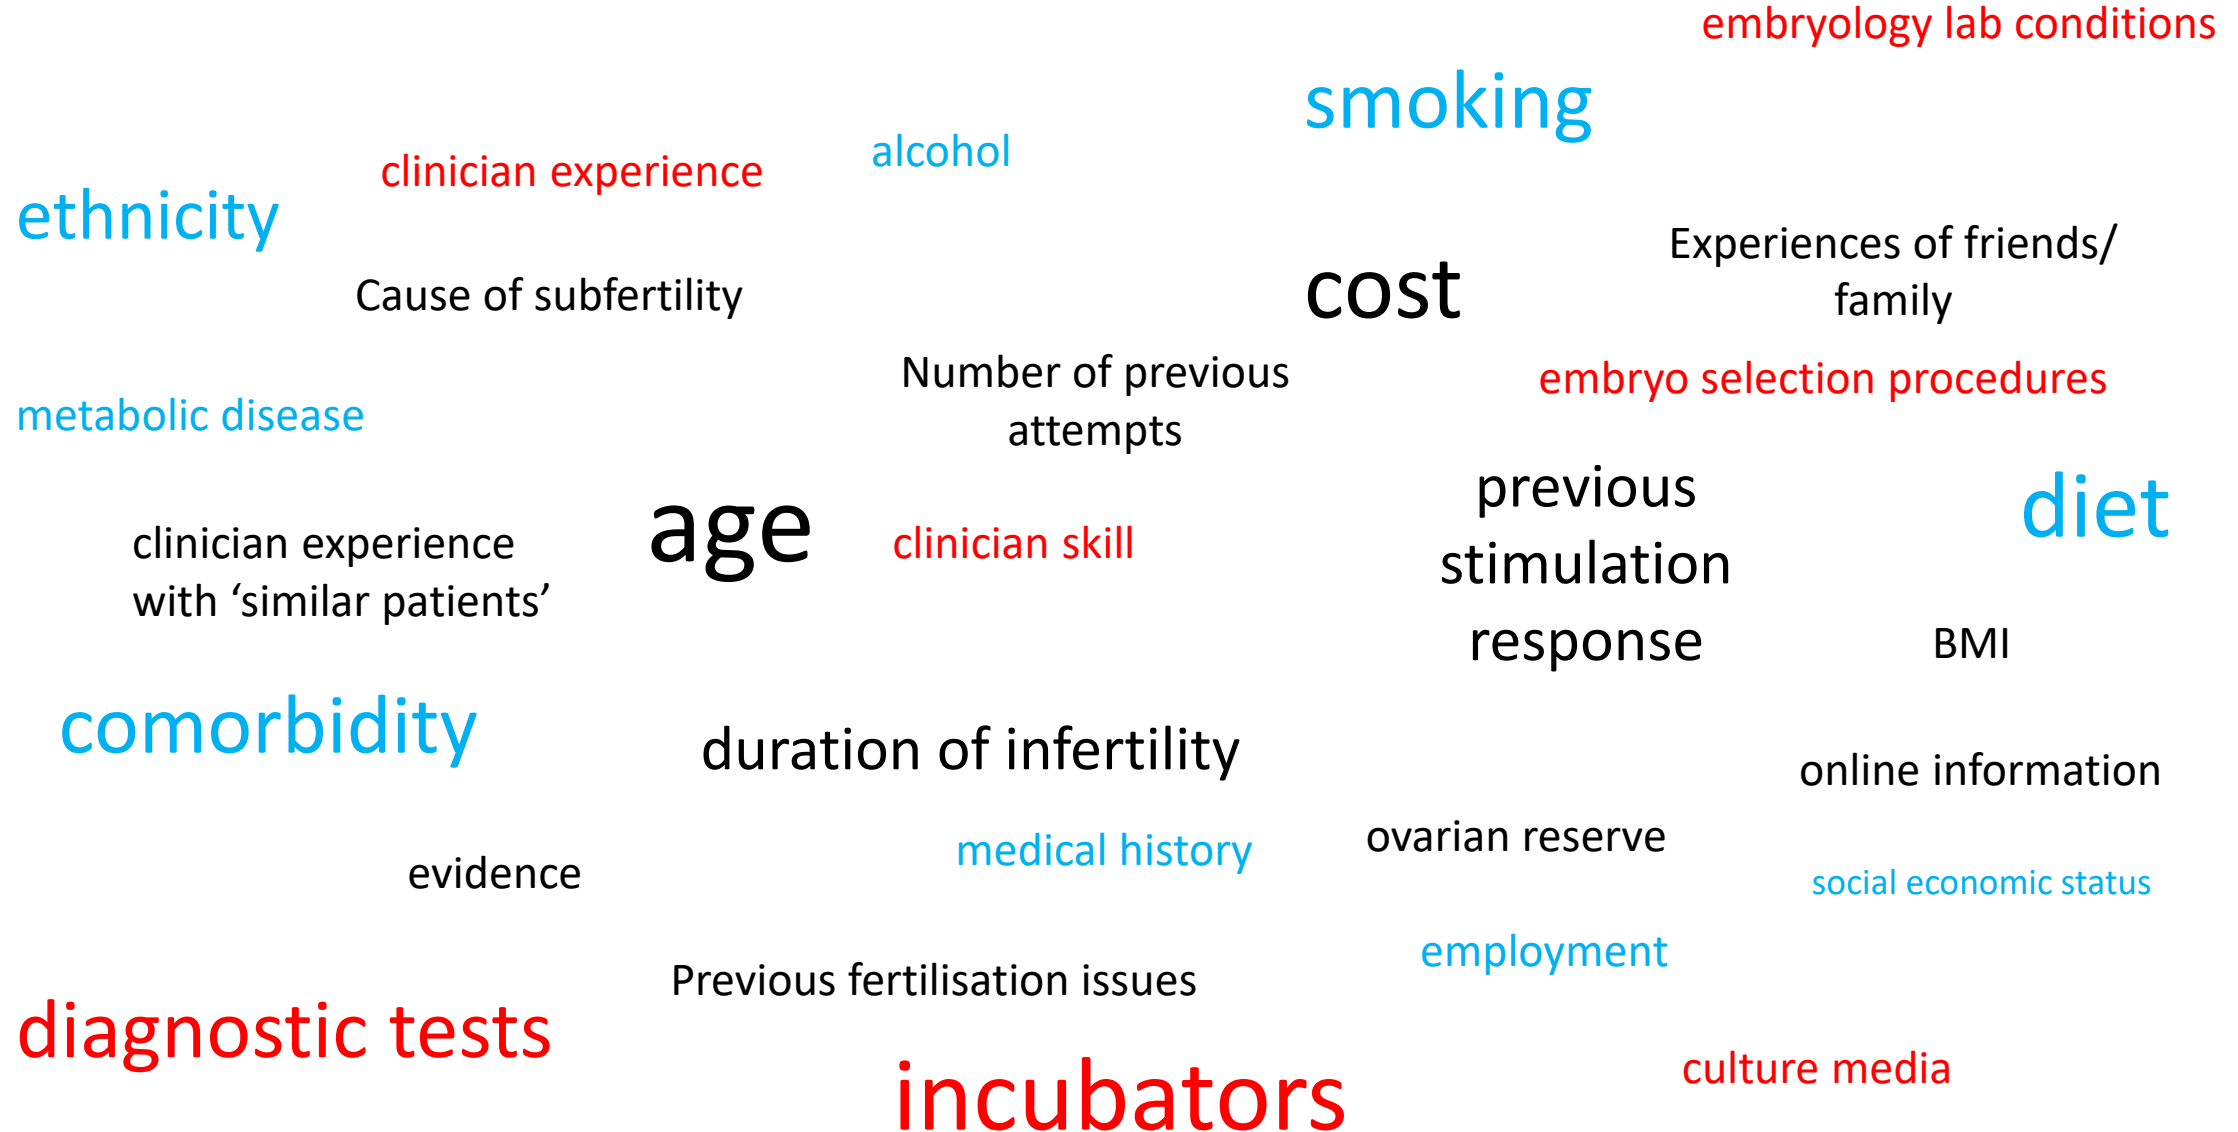 embryology lab conditions
smoking
alcohol
clinician experience
ethnicity
Experiences of friends/
family
cost
Cause of subfertility
Number of previous
attempts
embryo selection procedures
metabolic disease
previous
stimulation
response
diet
age
clinician skill
clinician experience
with ‘similar patients’
BMI
comorbidity
duration of infertility
online information
ovarian reserve
medical history
evidence
social economic status
employment
Previous fertilisation issues
diagnostic tests
culture media
incubators